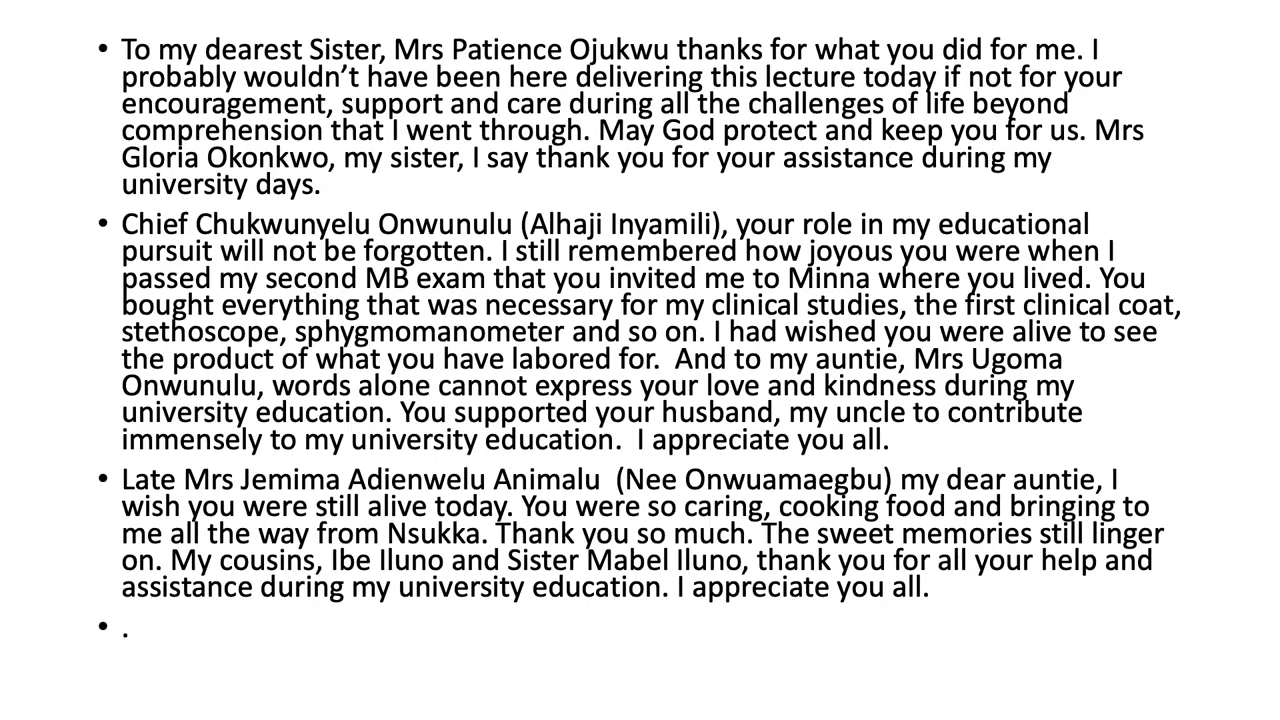 • To my dearest Sister, Mrs Patience Ojukwu thanks for what you did for me. I
probably wouldn’t have been here delivering this lecture today if not for your
encouragement, support and care during all the challenges of life beyond
comprehension that I went through. May God protect and keep you for us. Mrs
Gloria Okonkwo, my sister, I say thank you for your assistance during my
university days.
• Chief Chukwunyelu Onwunulu (Alhaji Inyamili), your role in my educational
pursuit will not be forgotten. I still remembered how joyous you were when I
passed my second MB exam that you invited me to Minna where you lived. You
bought everything that was necessary for my clinical studies, the first clinical coat,
stethoscope, sphygmomanometer and so on. I had wished you were alive to see
the product of what you have labored for.  And to my auntie, Mrs Ugoma
Onwunulu, words alone cannot express your love and kindness during my
university education. You supported your husband, my uncle to contribute
immensely to my university education.  I appreciate you all.
• Late Mrs Jemima Adienwelu Animalu  (Nee Onwuamaegbu) my dear auntie, I
wish you were still alive today. You were so caring, cooking food and bringing to
me all the way from Nsukka. Thank you so much. The sweet memories still linger
on. My cousins, Ibe Iluno and Sister Mabel Iluno, thank you for all your help and
assistance during my university education. I appreciate you all.
• .